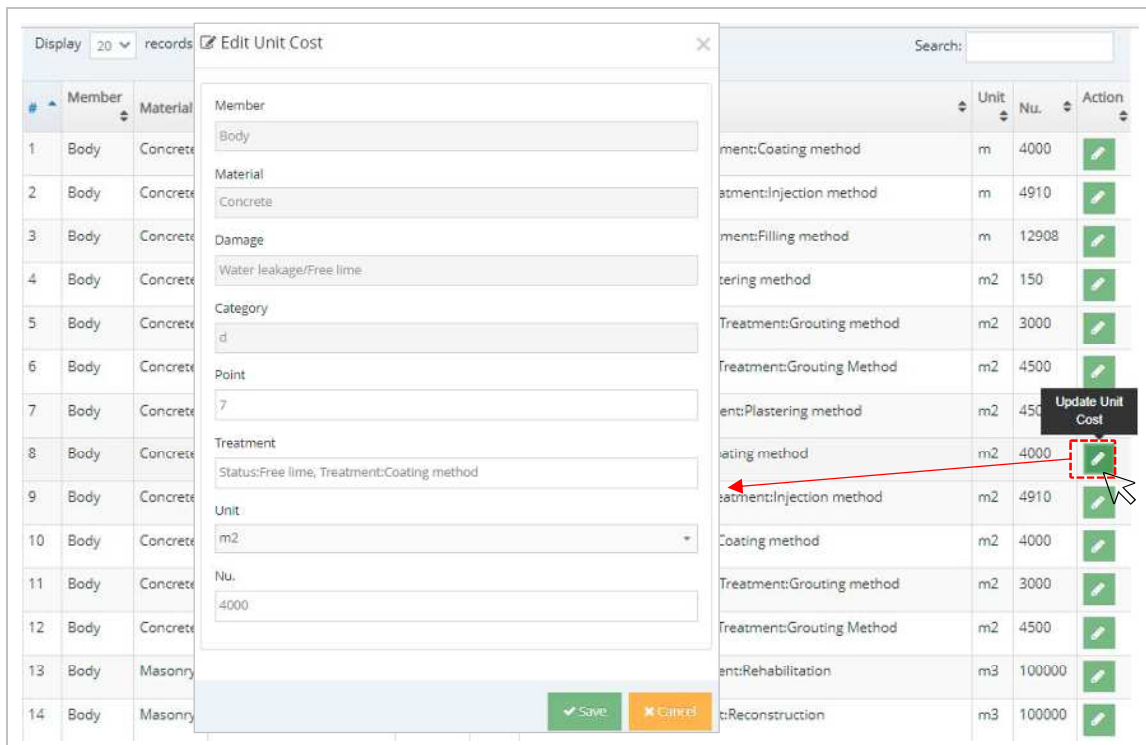 Display 20 records Edit Unit Cost × Search:
# Member Material Unit Nu. Action
Member
Body
Material
Concrete
Damage
Water leakage/Free lime
Category
d
Point
7
Treatment
Status:Free lime, Treatment:Coating method
Unit
m2
Nu.
4000
Save Cancel
1 Body Concrete ment:Coating method m 4000
2 Body Concrete atment:Injection method m 4910
3 Body Concrete ment:Filling method m 12908
4 Body Concrete tering method m2 150
5 Body Concrete Treatment:Grouting method m2 3000
6 Body Concrete Treatment:Grouting Method m2 4500
7 Body Concrete ent:Plastering method m2 450
Update Unit
Cost
8 Body Concrete ating method m2 4000
9 Body Concrete eatment:Injection method m2 4910
10 Body Concrete Coating method m2 4000
11 Body Concrete Treatment:Grouting method m2 3000
12 Body Concrete Treatment:Grouting Method m2 4500
13 Body Masonry ent:Rehabilitation m3 100000
14 Body Masonry t:Reconstruction m3 100000